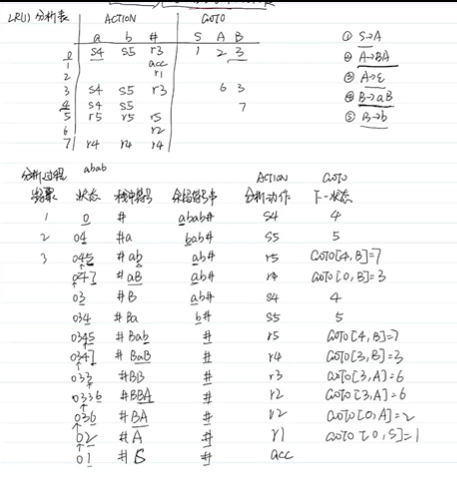 LR(1) 分析表 ACTION GOTO
a b # S A B
0 s4 s5 r3 1 2 3
1 acc
2 r1
3 s4 s5 r3 6 3
4 s4 s5 7
5 r5 r5 r5
6 r2
7 r4 r4 r4
① S→A
② A→BA
③ A→ε
④ B→aB
⑤ B→b
分析过程 abab
步骤 状态 栈中符号 余留符号串 ACTION 分析动作 GOTO 下一状态
1 0 # abab# S4 4
2 04 #a bab# S5 5
3 045 #ab ab# r5 GOTO[4,B]=7
047 #aB ab# r4 GOTO[0,B]=3
03 #B ab# S4 4
034 #Ba b# S5 5
0345 #Bab # r5 GOTO[4,B]=7
0347 #BaB # r4 GOTO[3,B]=3
033 #BB # r3 GOTO[3,A]=6
0336 #BBA # r2 GOTO[3,A]=6
036 #BA # r2 GOTO[0,A]=2
02 #A # r1 GOTO[0,S]=1
01 #S # acc